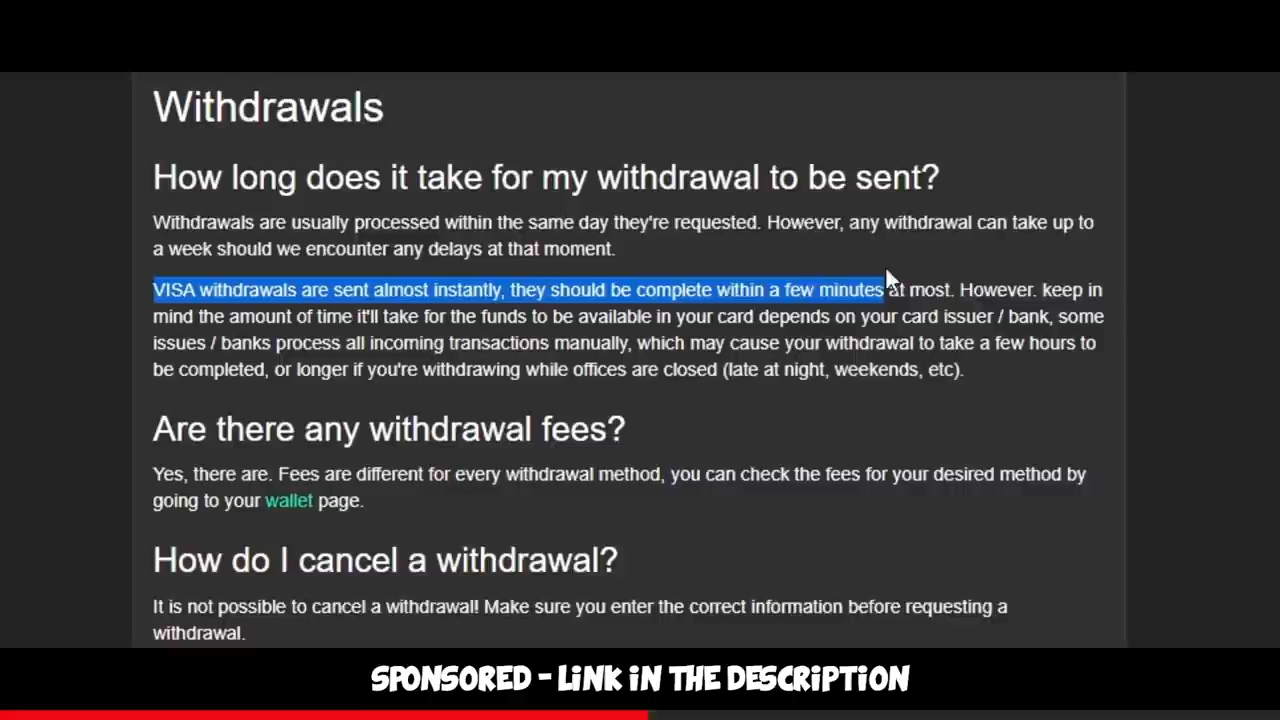 Withdrawals
How long does it take for my withdrawal to be sent?
Withdrawals are usually processed within the same day they're requested. However, any withdrawal can take up to
a week should we encounter any delays at that moment.
VISA withdrawals are sent almost instantly, they should be complete within a few minutes at most. However. keep in
mind the amount of time it'll take for the funds to be available in your card depends on your card issuer / bank, some
issues / banks process all incoming transactions manually, which may cause your withdrawal to take a few hours to
be completed, or longer if you're withdrawing while offices are closed (late at night, weekends, etc).
Are there any withdrawal fees?
Yes, there are. Fees are different for every withdrawal method, you can check the fees for your desired method by
going to your wallet page.
How do I cancel a withdrawal?
It is not possible to cancel a withdrawal! Make sure you enter the correct information before requesting a
withdrawal.
SPONSORED - LINK IN THE DESCRIPTION